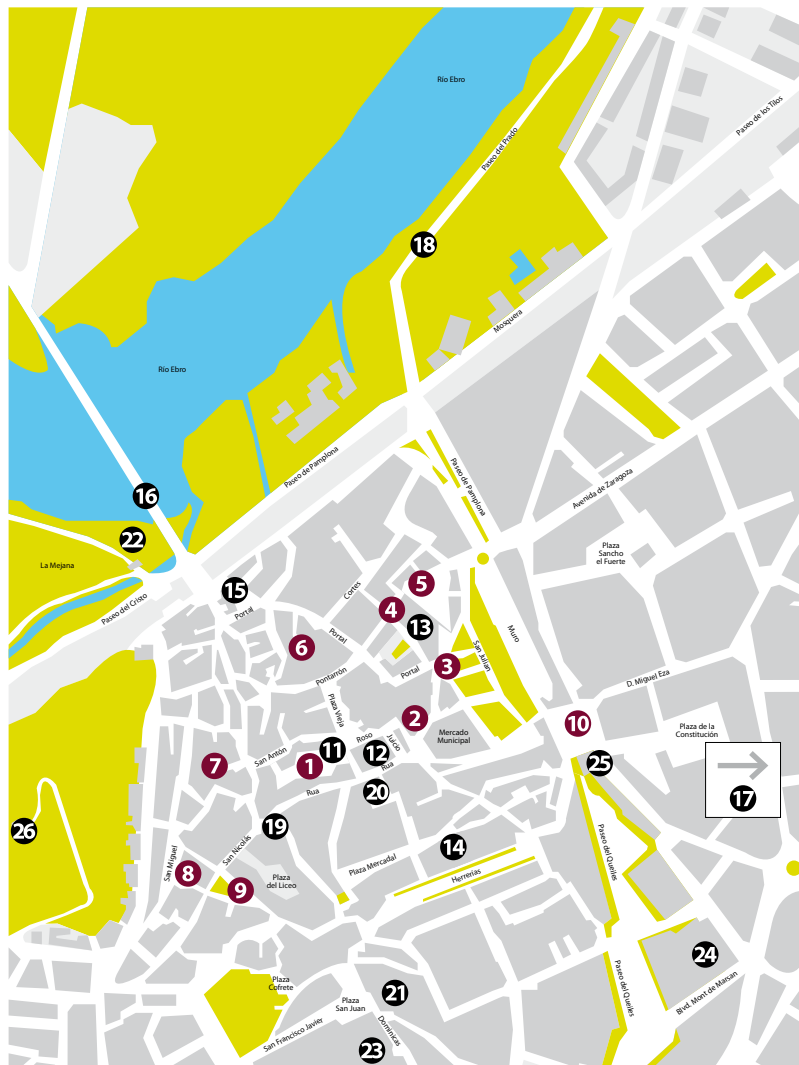 Río Ebro
Paseo de los Tilos
Paseo del Prado
18
Mosquera
Río Ebro
Paseo de Pamplona
Paseo de Pamplona
Avenida de Zaragoza
16
22
Plaza
Sancho
el Fuerte
La Mejana
15
Cortes
5
Paseo del Cristo
Portal
4
13
Portal
San Julian
Muro
6
3
Pontarrón
Portal
D. Miguel Eza
Plaza Vieja
2
10
Mercado
Municipal
Plaza de la
Constitución
Roso
Juicio
11
12
San Antón
1
Rua
7
25
Rua
20
17
26
19
14
San Nicolás
San Miguel
Plaza Mercadal
Paseo del Queiles
8
9
Plaza
del Liceo
Herrerías
24
Plaza
Cofrete
21
Plaza
San Juan
Paseo del Queiles
Blvd. Mont de Marsan
San Francisco Javier
Dominicas
23